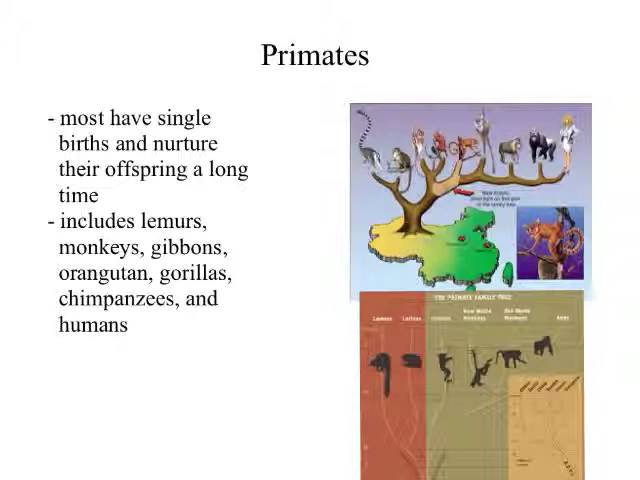 Primates
- most have single
births and nurture
their offspring a long
time
- includes lemurs,
monkeys, gibbons,
orangutan, gorillas,
chimpanzees, and
humans
THE PRIMATE FAMILY TREE
Lemurs Lorises Tarsiers New World Monkeys Old World Monkeys Apes